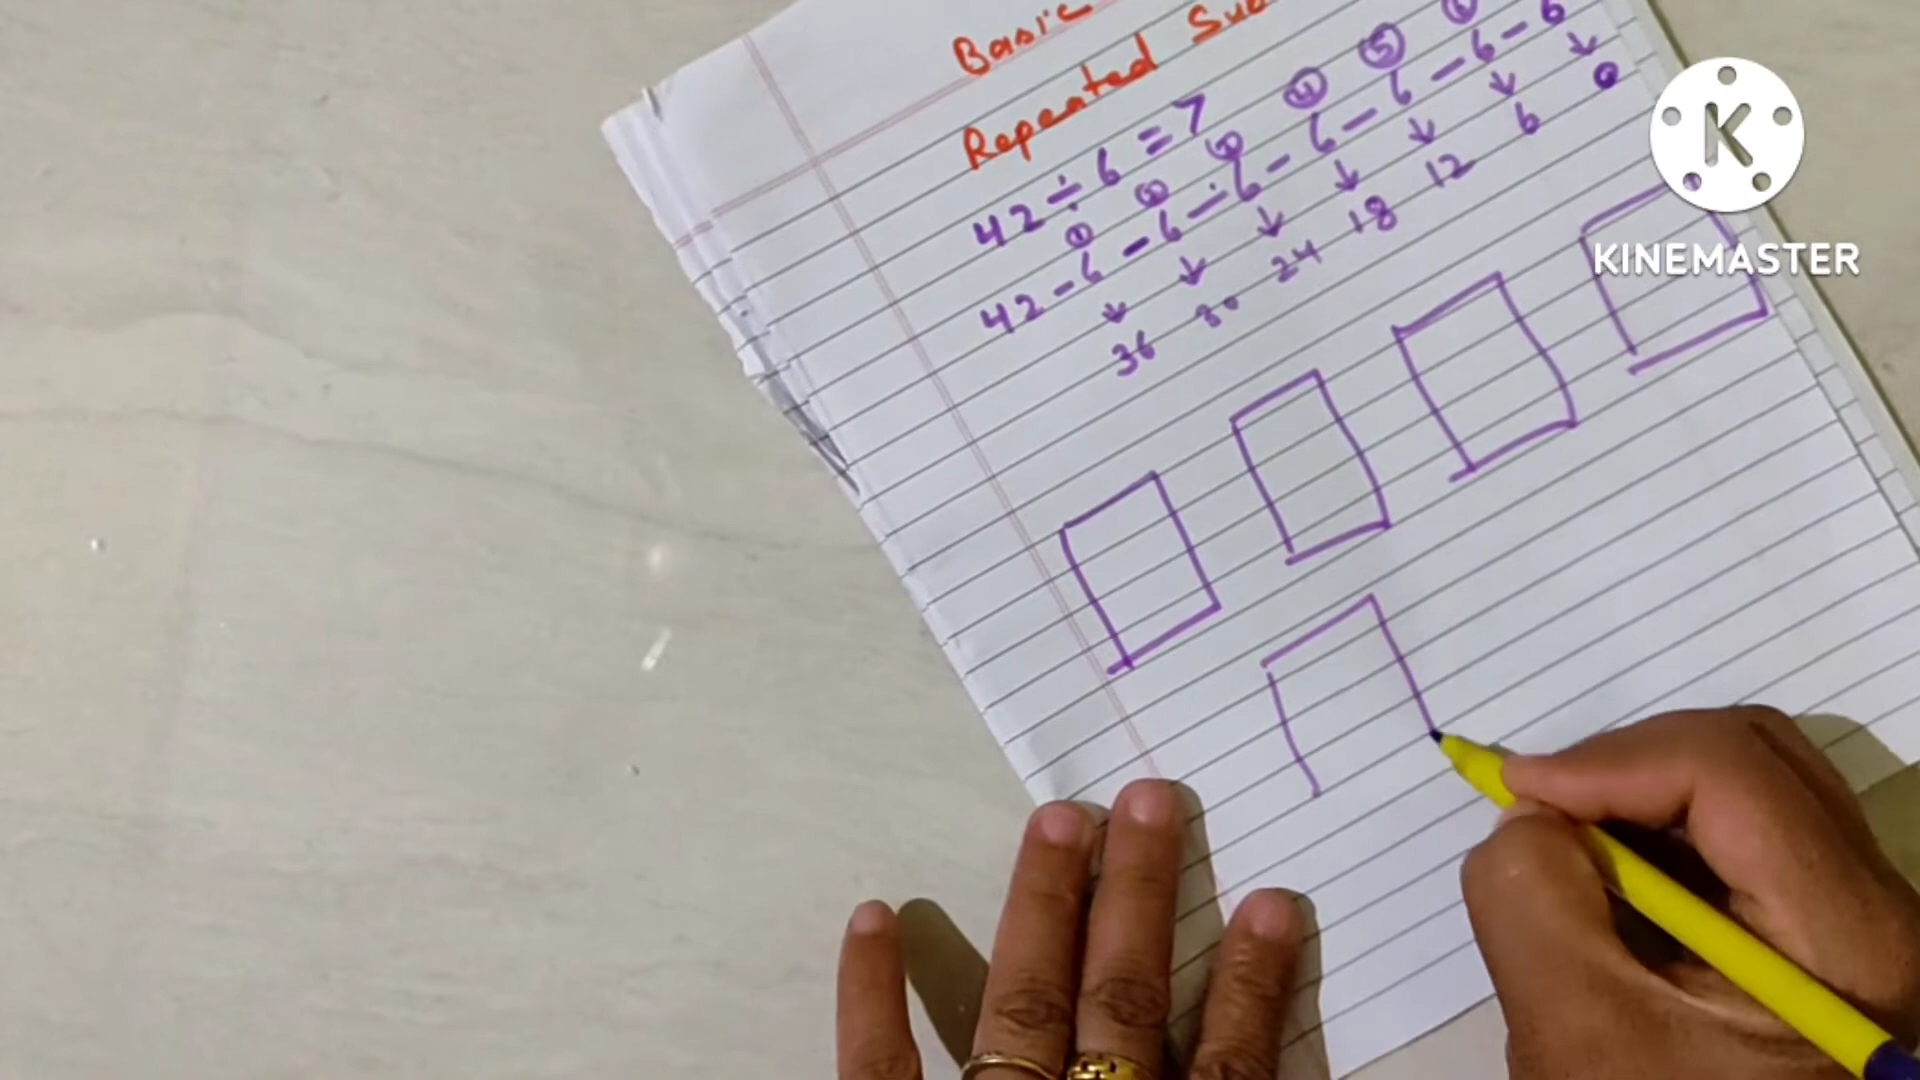 Basic
Repeated Sub
42 ÷ 6 = 7
① ② ③ ④ ⑤ ⑥
42 - 6 - 6 - 6 - 6 - 6 - 6 - 6
↓ ↓ ↓ ↓ ↓ ↓ ↓
36 30 24 18 12 6 0
K
KINEMASTER